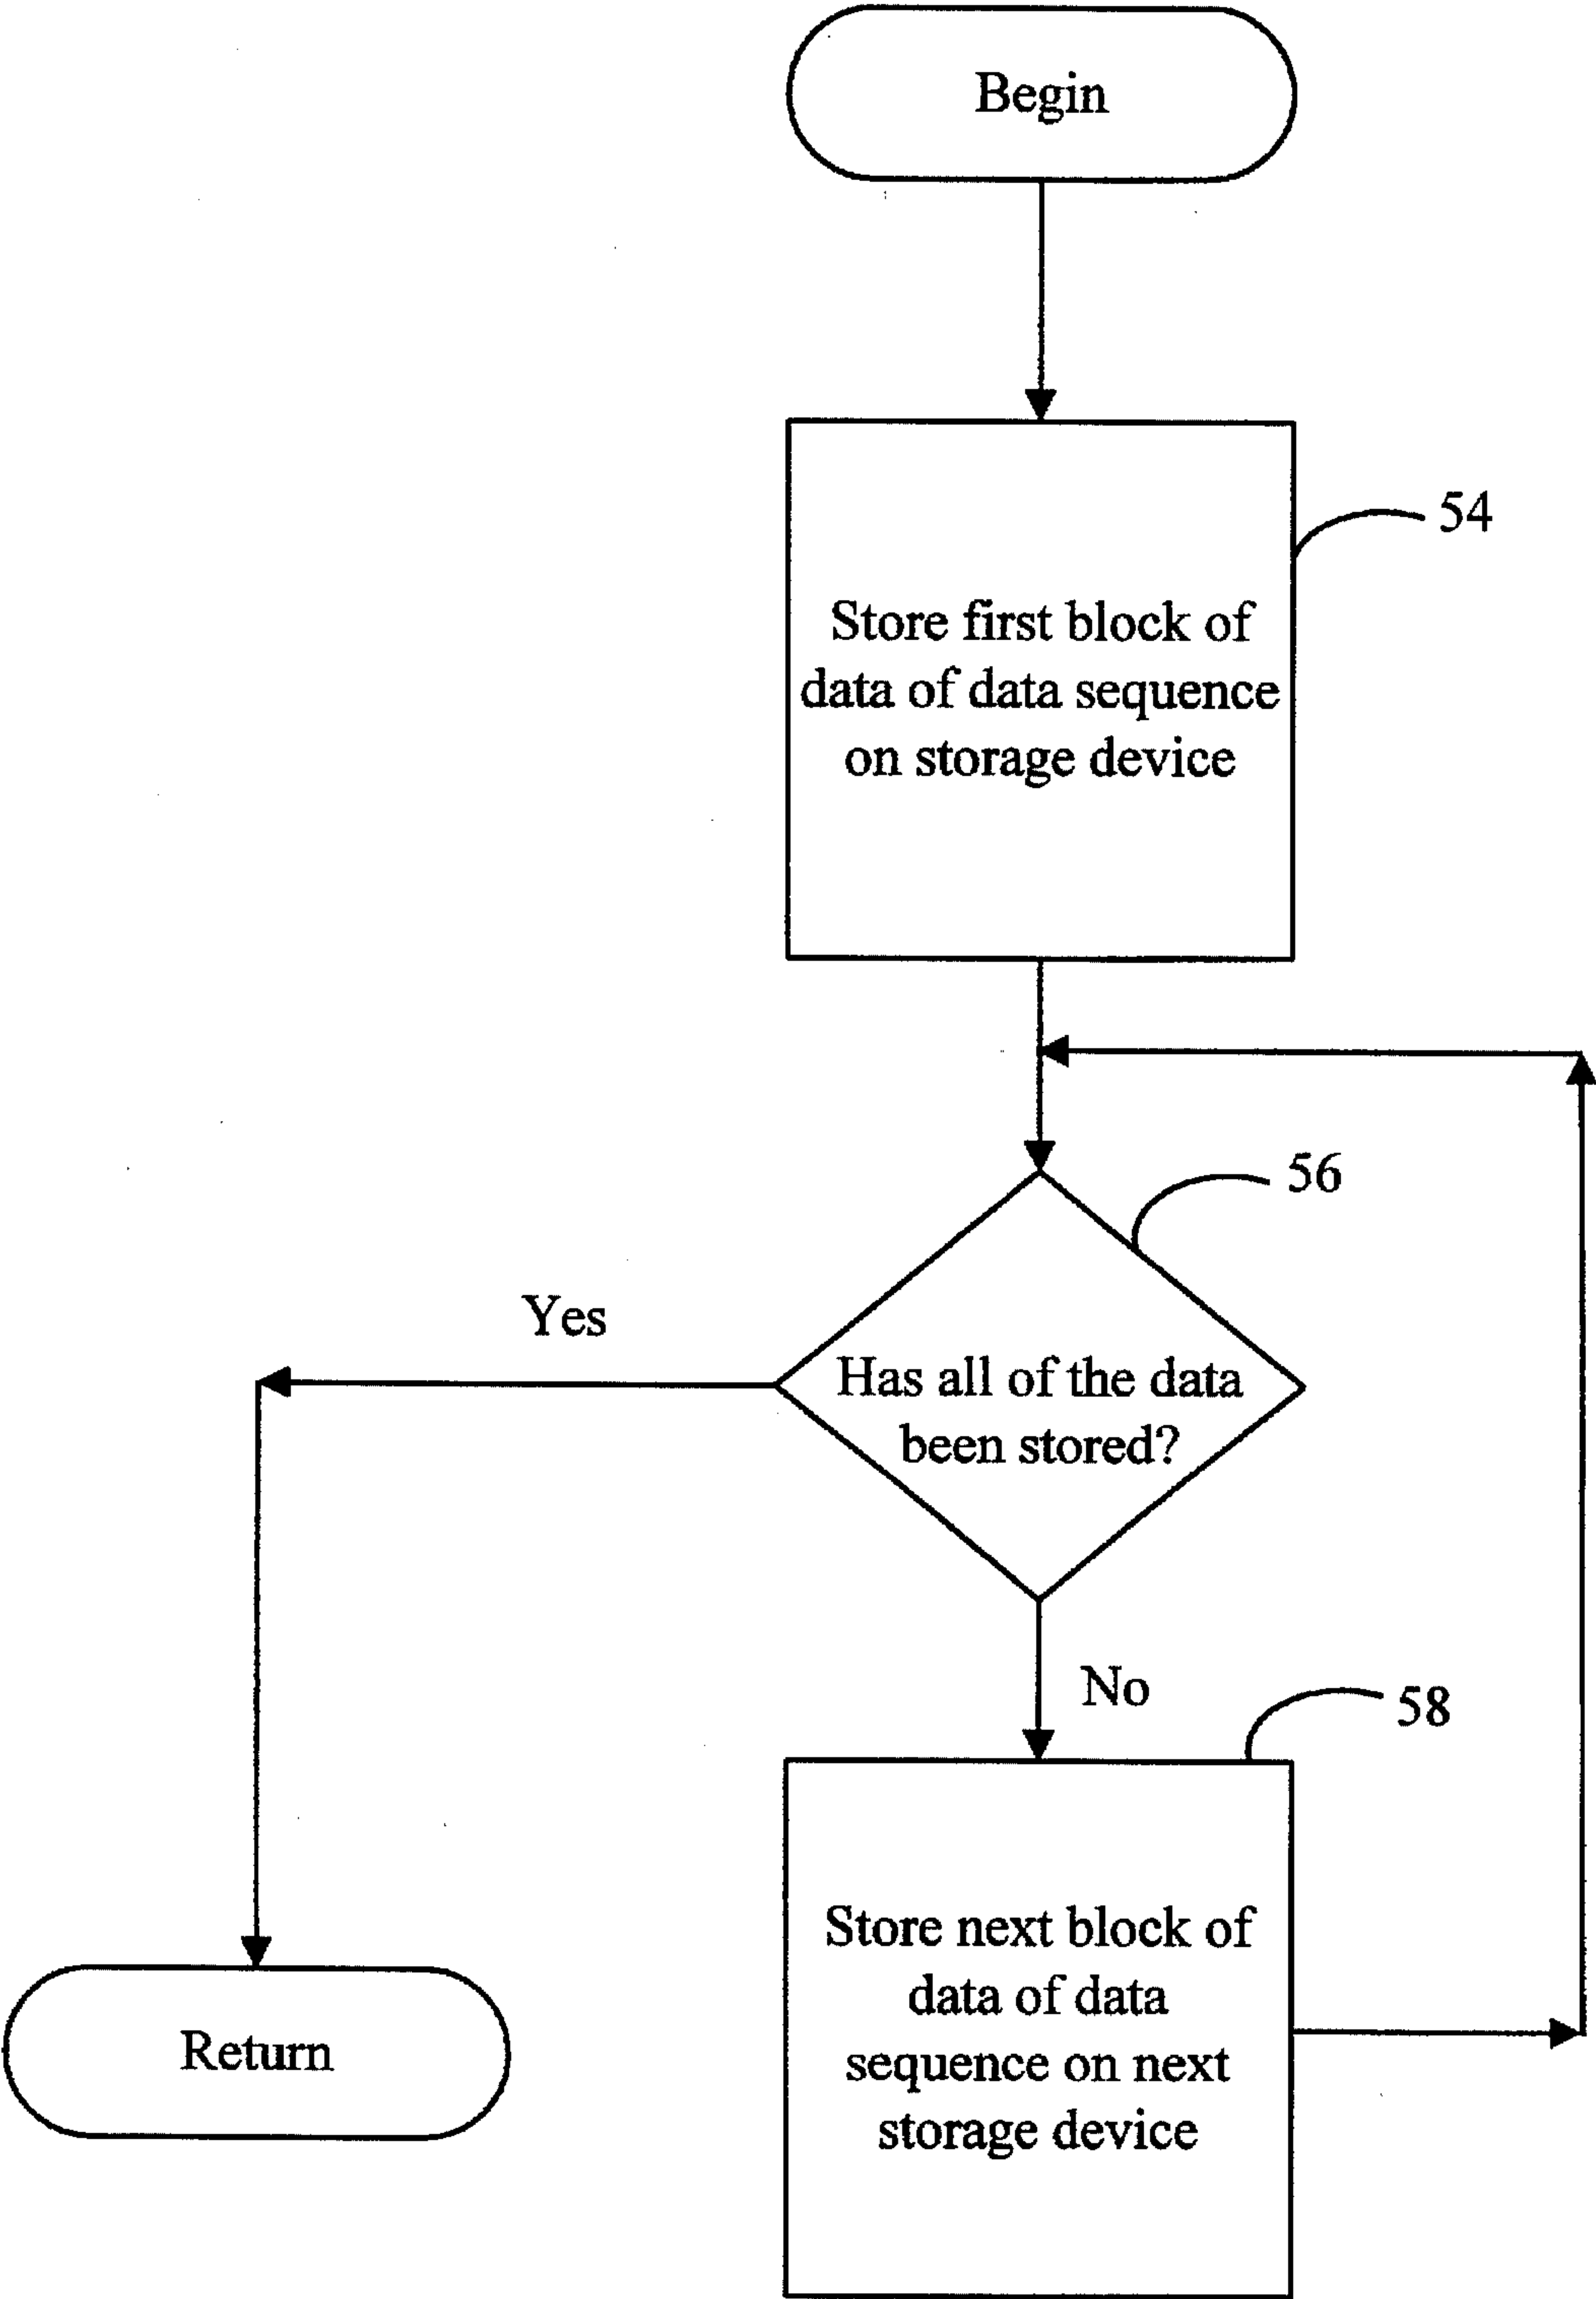 Begin
54
Store first block of
data of data sequence
on storage device
56
Yes
Has all of the data
been stored?
No
58
Store next block of
data of data
sequence on next
storage device
Return